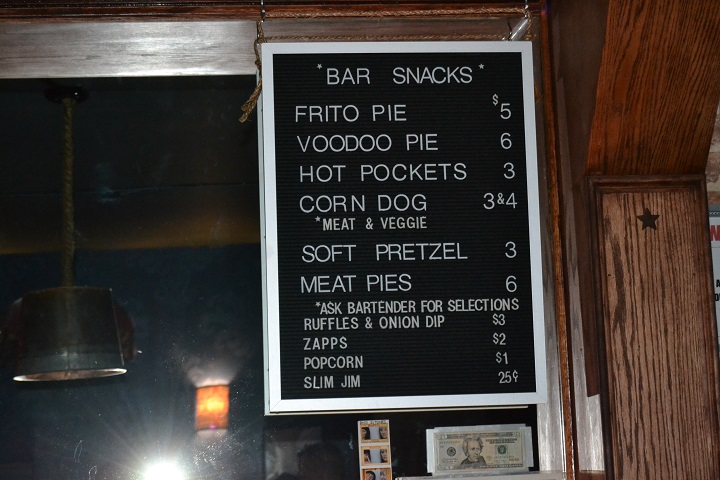 *BAR SNACKS*
FRITO PIE $5
VOODOO PIE 6
HOT POCKETS 3
CORN DOG 3&4
*MEAT & VEGGIE
SOFT PRETZEL 3
MEAT PIES 6
*ASK BARTENDER FOR SELECTIONS
RUFFLES & ONION DIP $3
ZAPPS $2
POPCORN $1
SLIM JIM 25¢